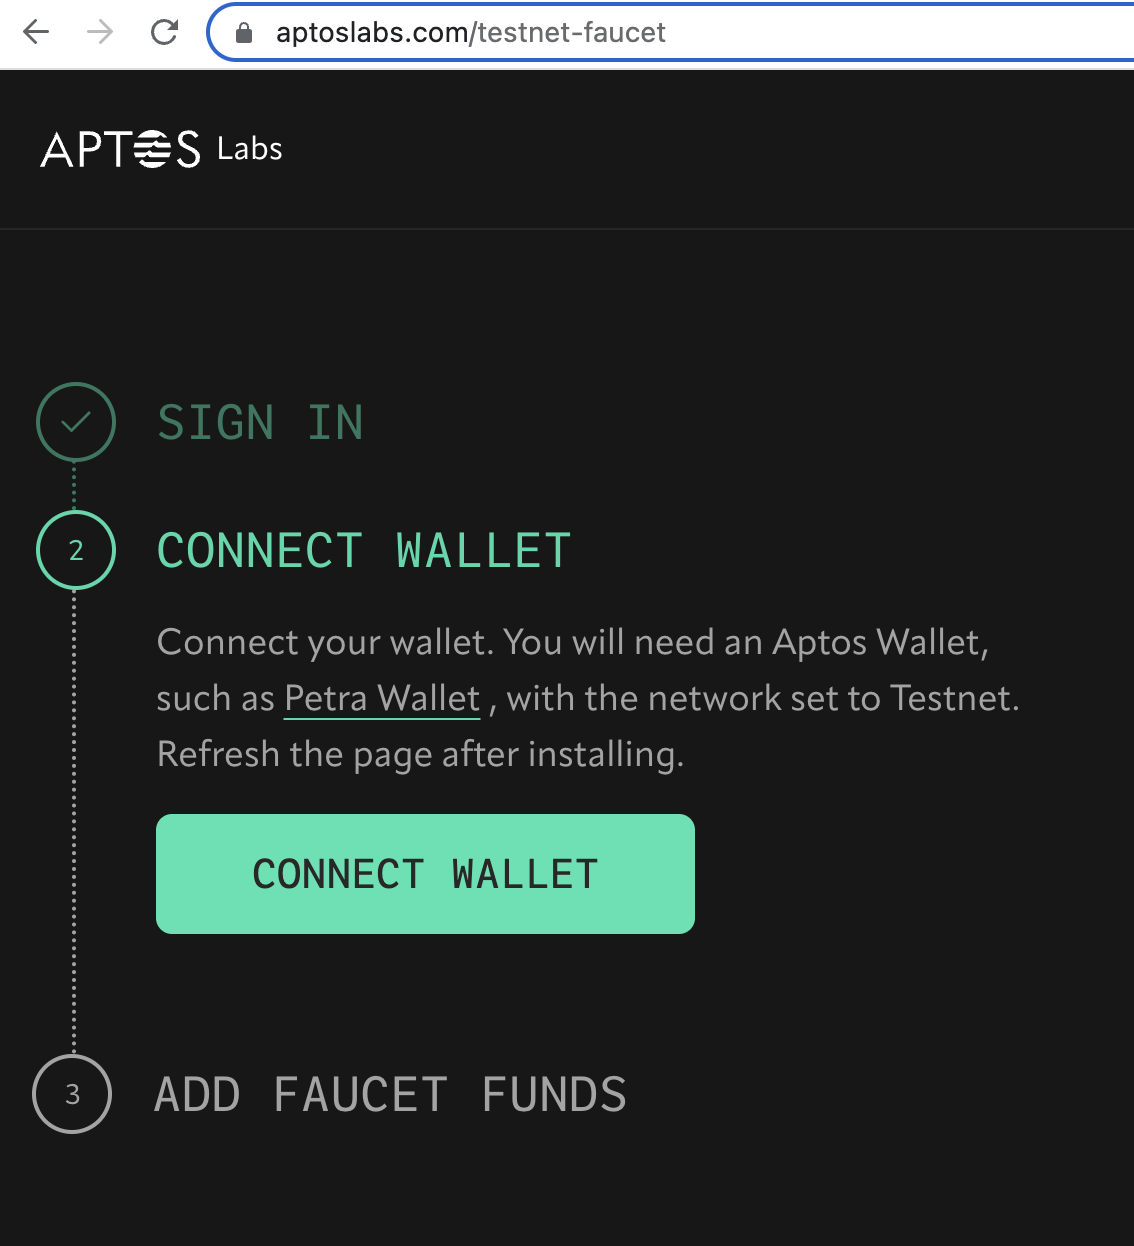 aptoslabs.com/testnet-faucet
APTOS Labs
SIGN IN
2
CONNECT WALLET
Connect your wallet. You will need an Aptos Wallet,
such as Petra Wallet , with the network set to Testnet.
Refresh the page after installing.
CONNECT WALLET
3
ADD FAUCET FUNDS